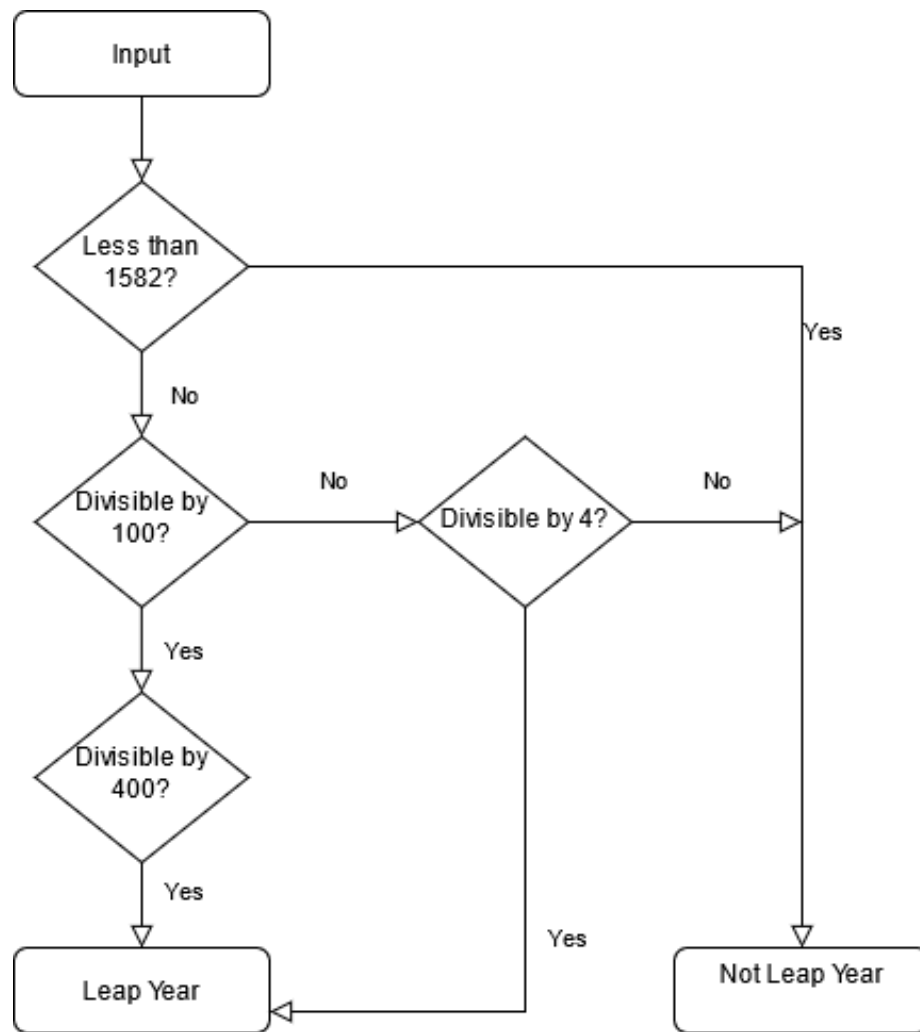 Input
Less than
1582?
Yes
No
Divisible by
100?
No
Divisible by 4?
No
Yes
Divisible by
400?
Yes
Yes
Leap Year
Not Leap Year